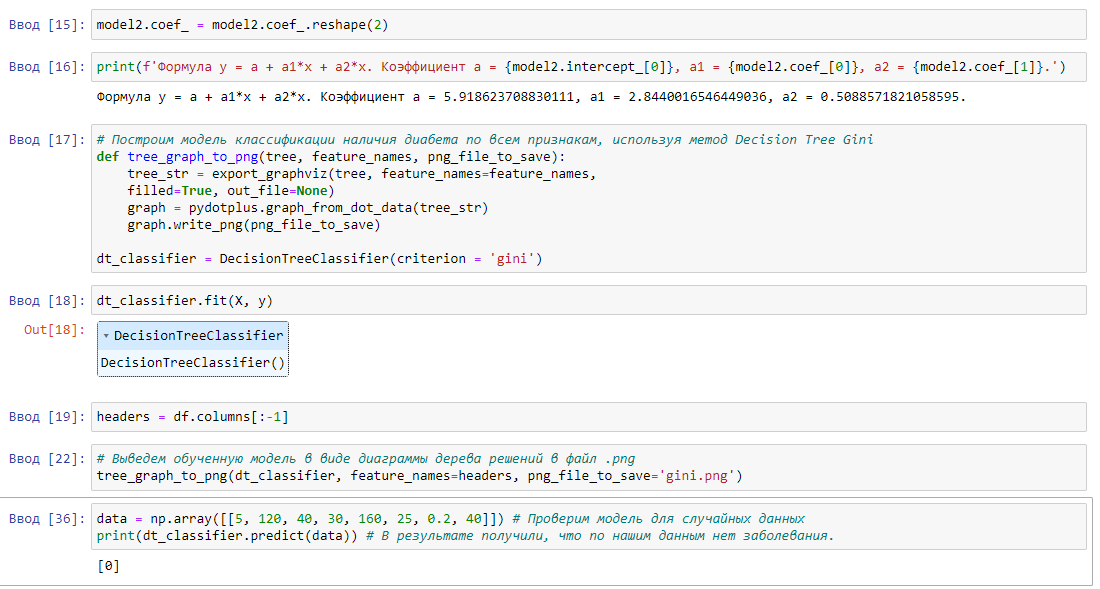 Ввод [15]: model2.coef_ = model2.coef_.reshape(2)
Ввод [16]: print(f'Формула y = a + a1*x + a2*x. Коэффициент a = {model2.intercept_[0]}, a1 = {model2.coef_[0]}, a2 = {model2.coef_[1]}.')
Формула y = a + a1*x + a2*x. Коэффициент a = 5.918623708830111, a1 = 2.8440016546449036, a2 = 0.5088571821058595.
Ввод [17]: # Построим модель классификации наличия диабета по всем признакам, используя метод Decision Tree Gini
def tree_graph_to_png(tree, feature_names, png_file_to_save):
    tree_str = export_graphviz(tree, feature_names=feature_names,
    filled=True, out_file=None)
    graph = pydotplus.graph_from_dot_data(tree_str)
    graph.write_png(png_file_to_save)
dt_classifier = DecisionTreeClassifier(criterion = 'gini')
Ввод [18]: dt_classifier.fit(X, y)
Out[18]: ▾ DecisionTreeClassifier
DecisionTreeClassifier()
Ввод [19]: headers = df.columns[:-1]
Ввод [22]: # Выведем обученную модель в виде диаграммы дерева решений в файл .png
tree_graph_to_png(dt_classifier, feature_names=headers, png_file_to_save='gini.png')
Ввод [36]: data = np.array([[5, 120, 40, 30, 160, 25, 0.2, 40]]) # Проверим модель для случайных данных
print(dt_classifier.predict(data)) # В результате получили, что по нашим данным нет заболевания.
[0]